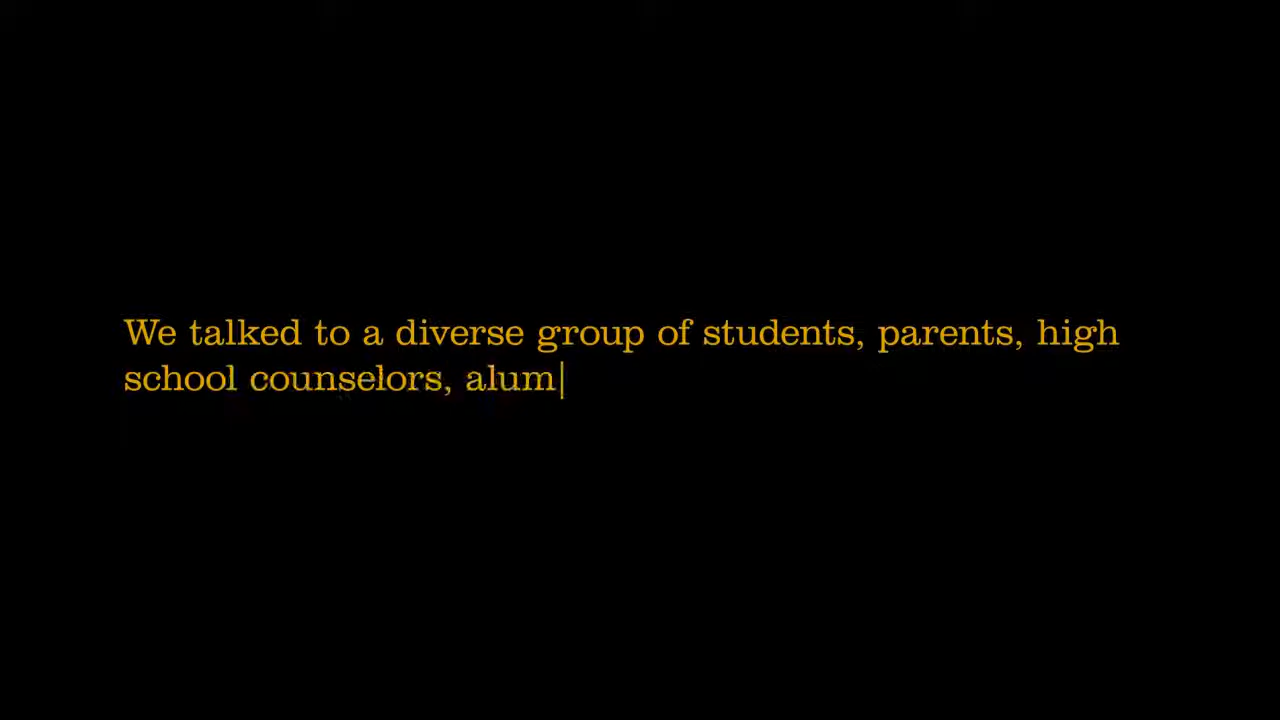 We talked to a diverse group of students, parents, high
school counselors, alum|